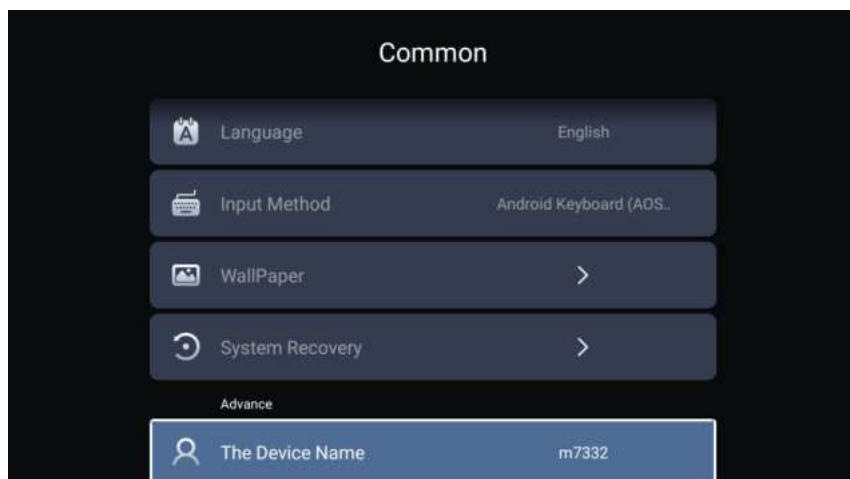 Common
Language English
Input Method Android Keyboard (AOS..
WallPaper
System Recovery
Advance
The Device Name m7332